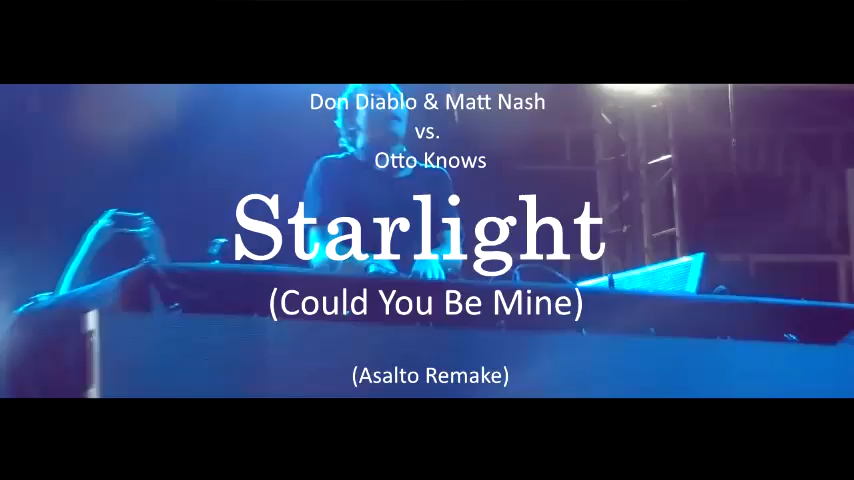 Don Diablo & Matt Nash
vs.
Otto Knows
Starlight
(Could You Be Mine)
(Asalto Remake)